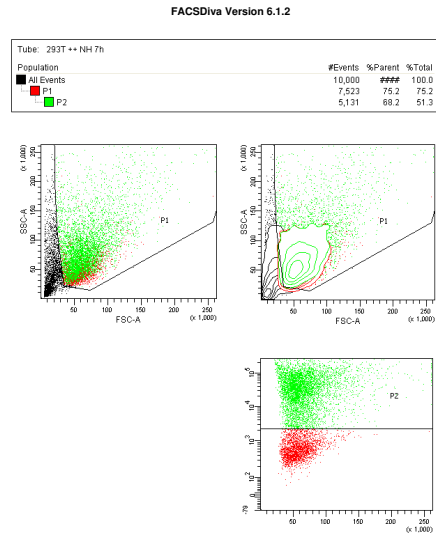 FACSDiva Version 6.1.2
Tube: 293T ++ NH 7h
Population #Events %Parent %Total
All Events 10,000 #### 100.0
P1 7,523 75.2 75.2
P2 5,131 68.2 51.3
(x 1,000)
SSC-A
250
200
150
100
50
P1
50 100 150 200 250
FSC-A
(x 1,000)
(x 1,000)
SSC-A
250
200
150
100
50
P1
50 100 150 200 250
FSC-A
(x 1,000)
10^5
10^4
10^3
10^2
0
-79
P2
50 100 150 200 250
(x 1,000)